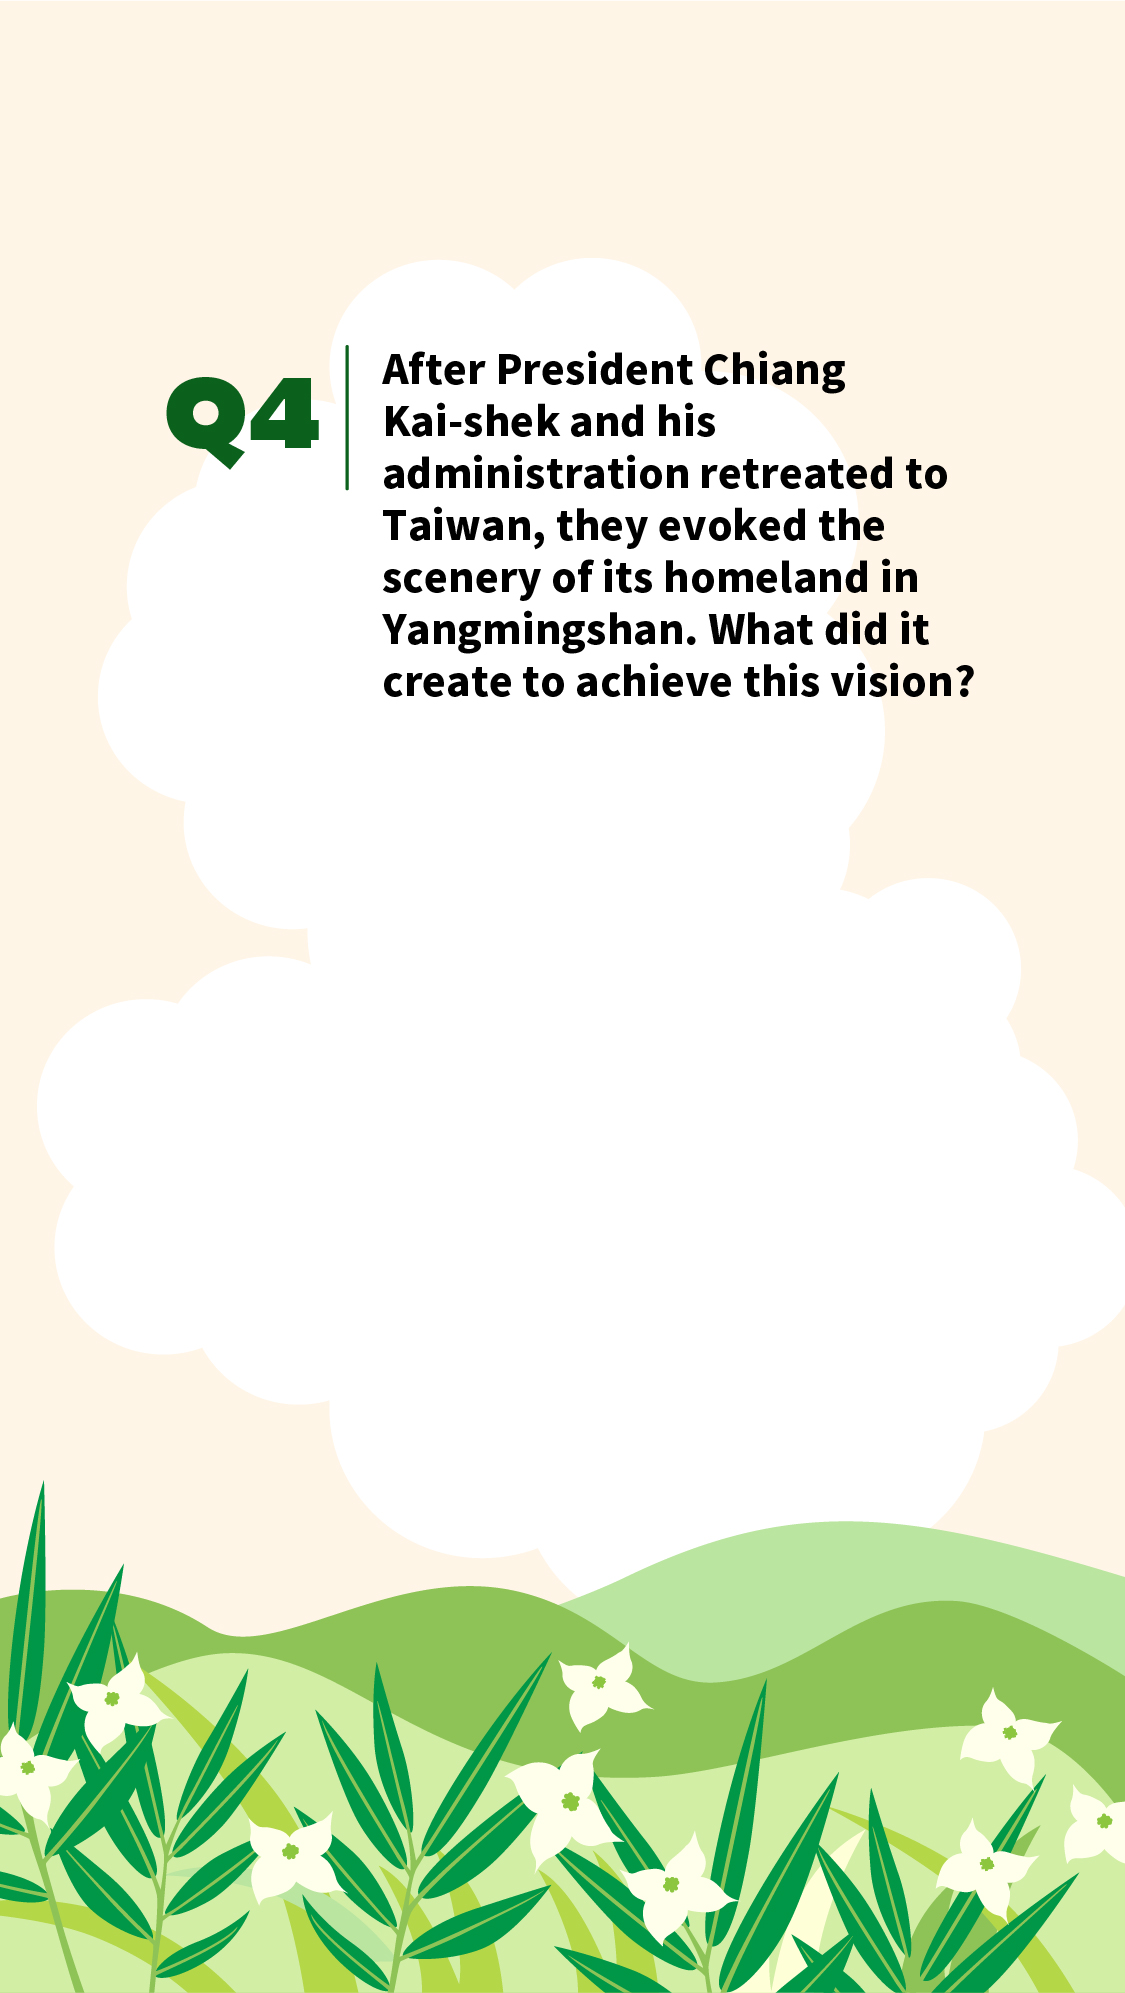 Q4
After President Chiang
Kai-shek and his
administration retreated to
Taiwan, they evoked the
scenery of its homeland in
Yangmingshan. What did it
create to achieve this vision?